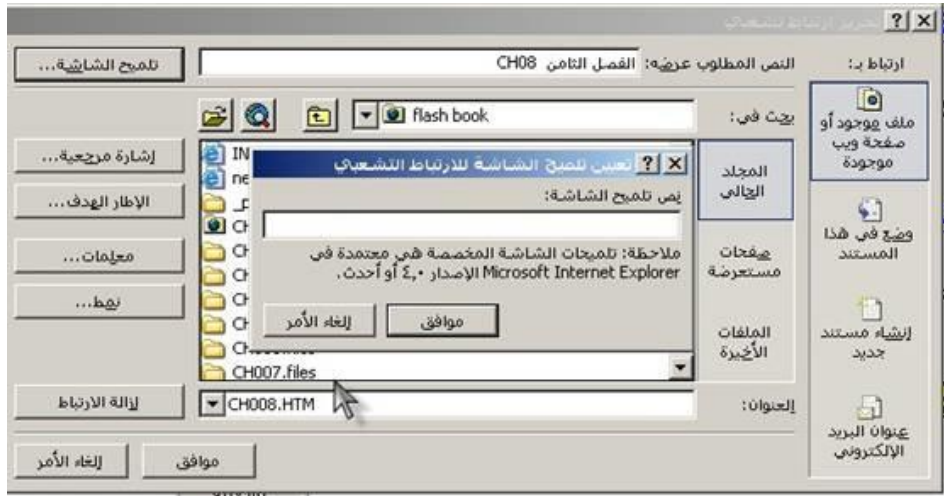 تحرير ارتباط تشعبي
ارتباط بـ:
النص المطلوب عرضه: الفصل الثامن CH08
تلميح الشاشة...
ملف موجود أو
صفحة ويب
موجودة
بحث في:
flash book
إشارة مرجعية...
الإطار الهدف...
معلمات...
نمط...
المجلد
الحالي
صفحات
مستعرضة
الملفات
الأخيرة
وضع في هذا
المستند
إنشاء مستند
جديد
عنوان البريد
الإلكتروني
تعيين تلميح الشاشة للارتباط التشعبي
نص تلميح الشاشة:
ملاحظة: تلميحات الشاشة المخصصة هي معتمدة في
Microsoft Internet Explorer الإصدار ٤,٠ أو أحدث.
موافق
إلغاء الأمر
CH007.files
العنوان:
CH008.HTM
إزالة الارتباط
موافق
إلغاء الأمر